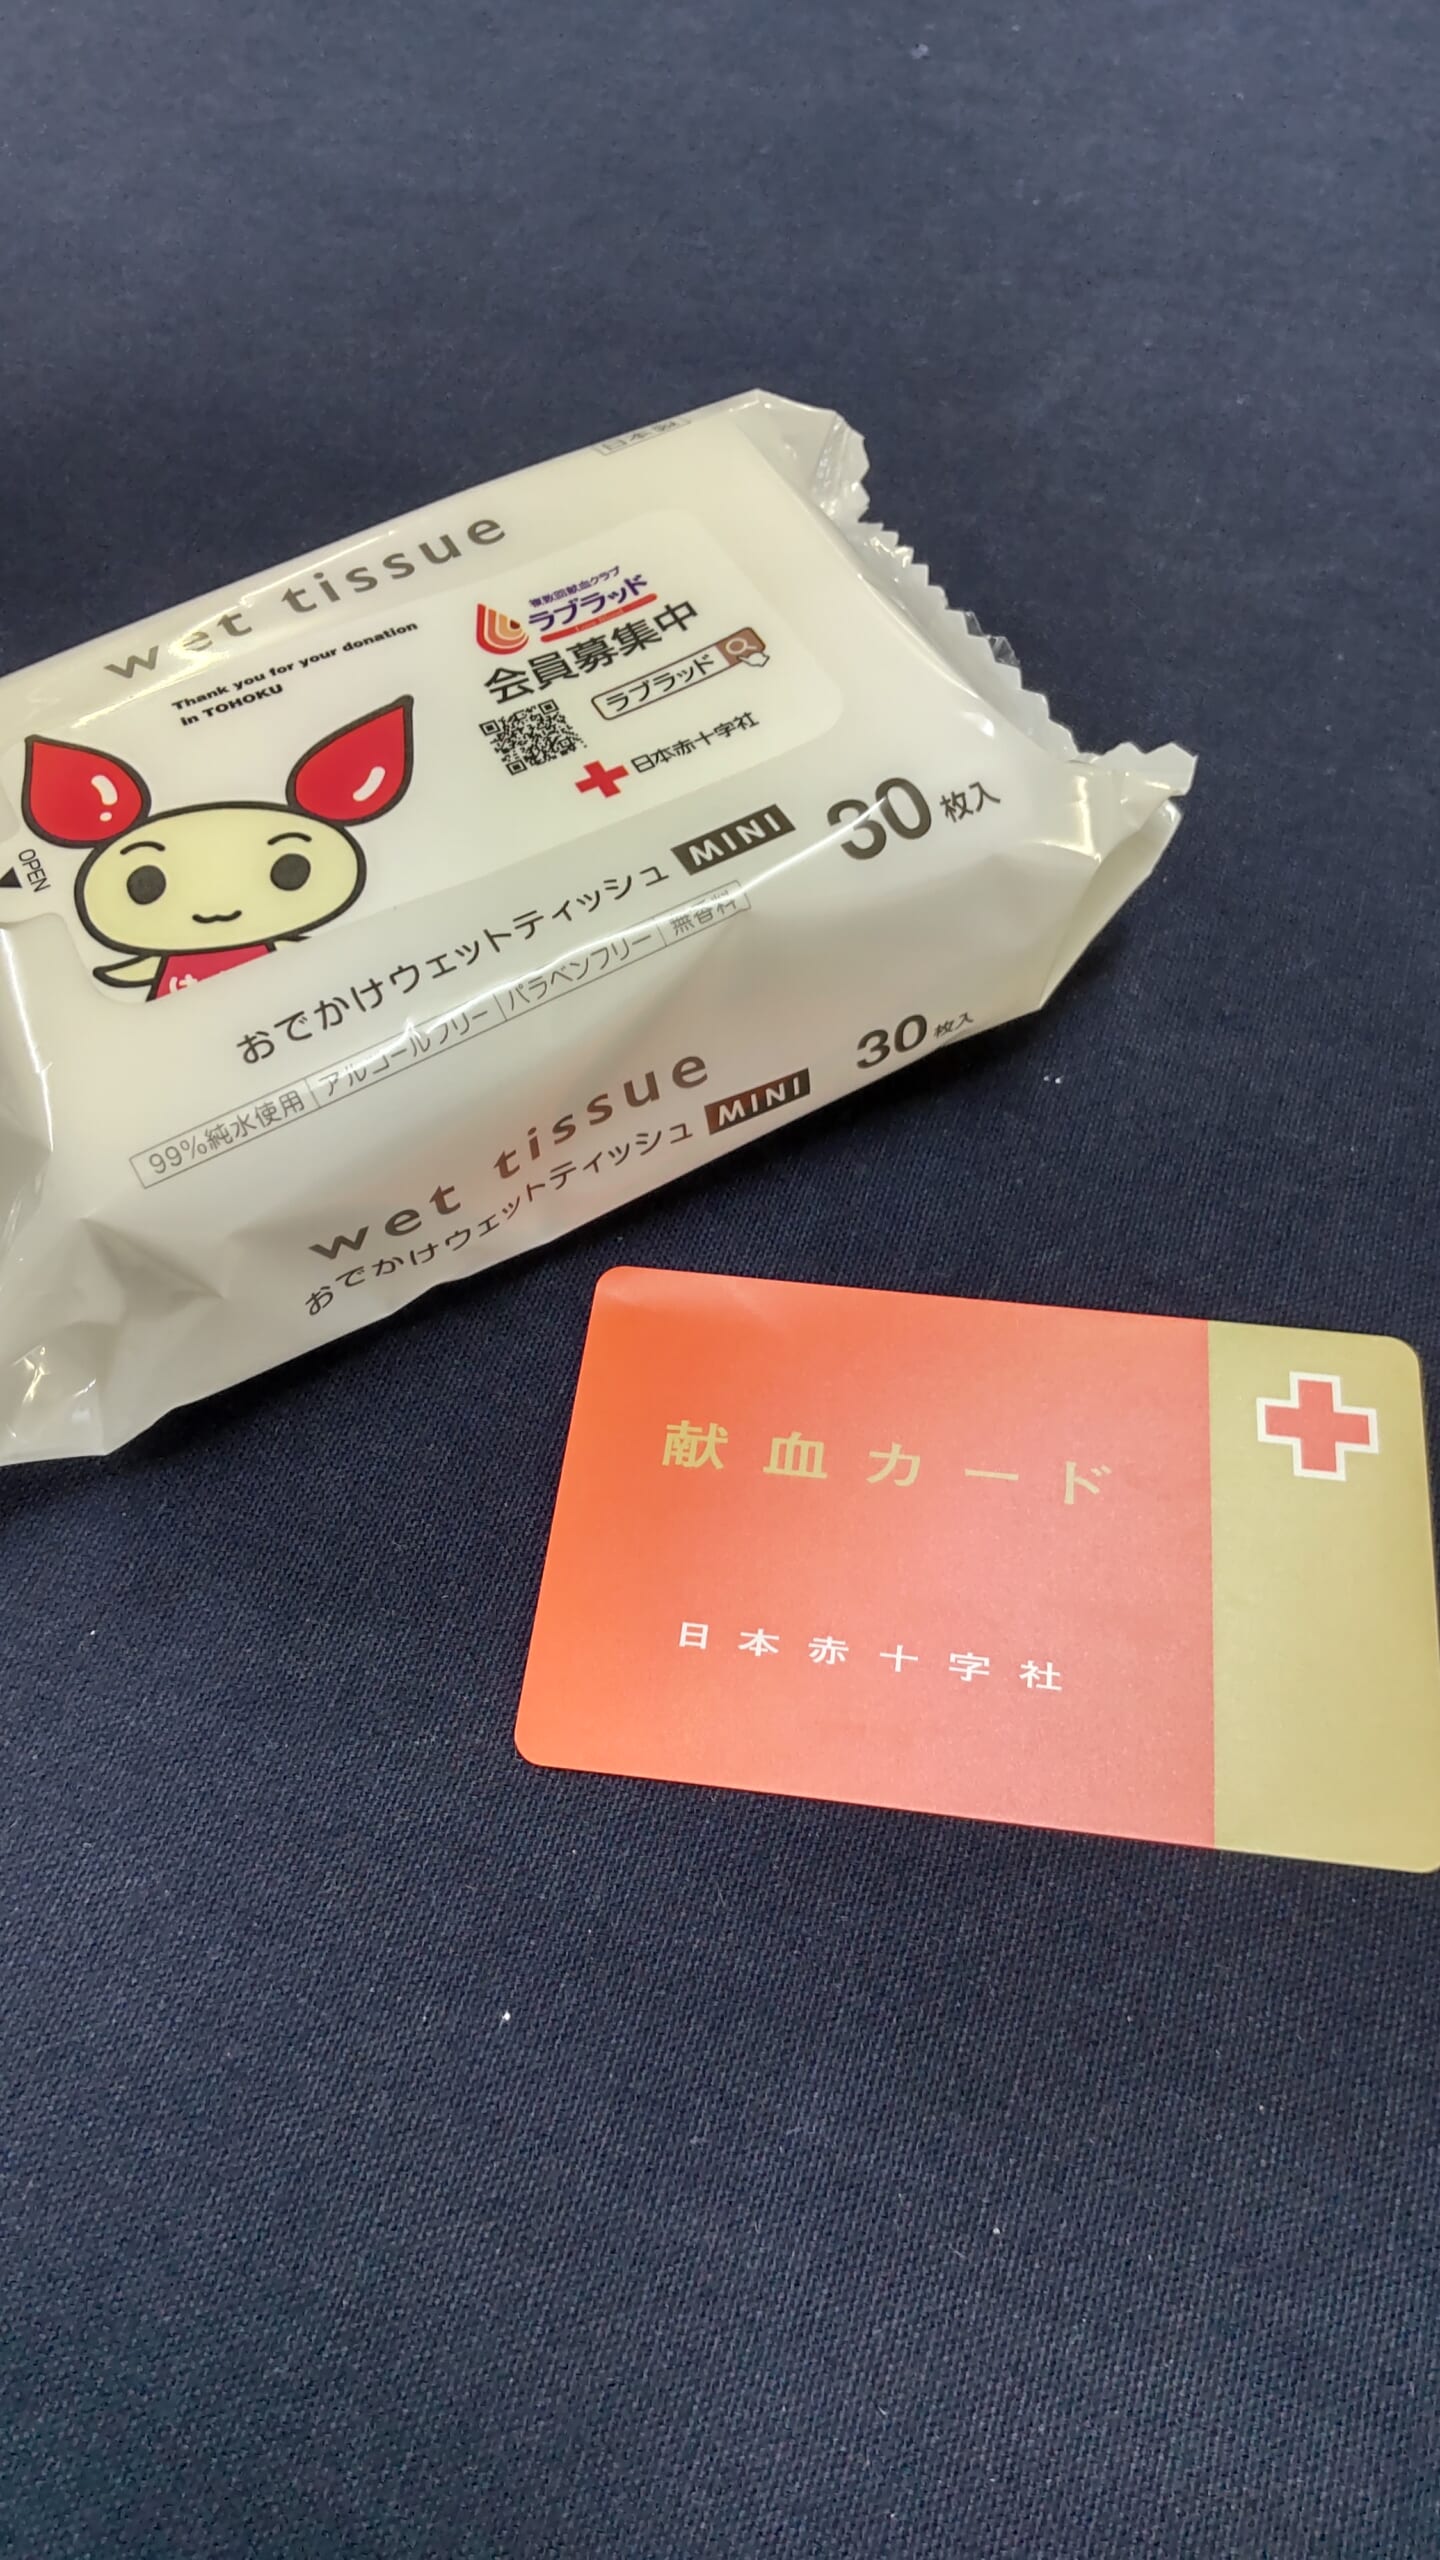 日本製
wet tissue
Thank you for your donation
in TOHOKU
複数回献血クラブ
ラブラッド
会員募集中
ラブラッド
日本赤十字社
OPEN
おでかけウェットティッシュ MINI 30枚入
99%純水使用 アルコールフリー パラベンフリー 無香料
wet tissue
おでかけウェットティッシュ MINI 30枚入
献血カード
日本赤十字社